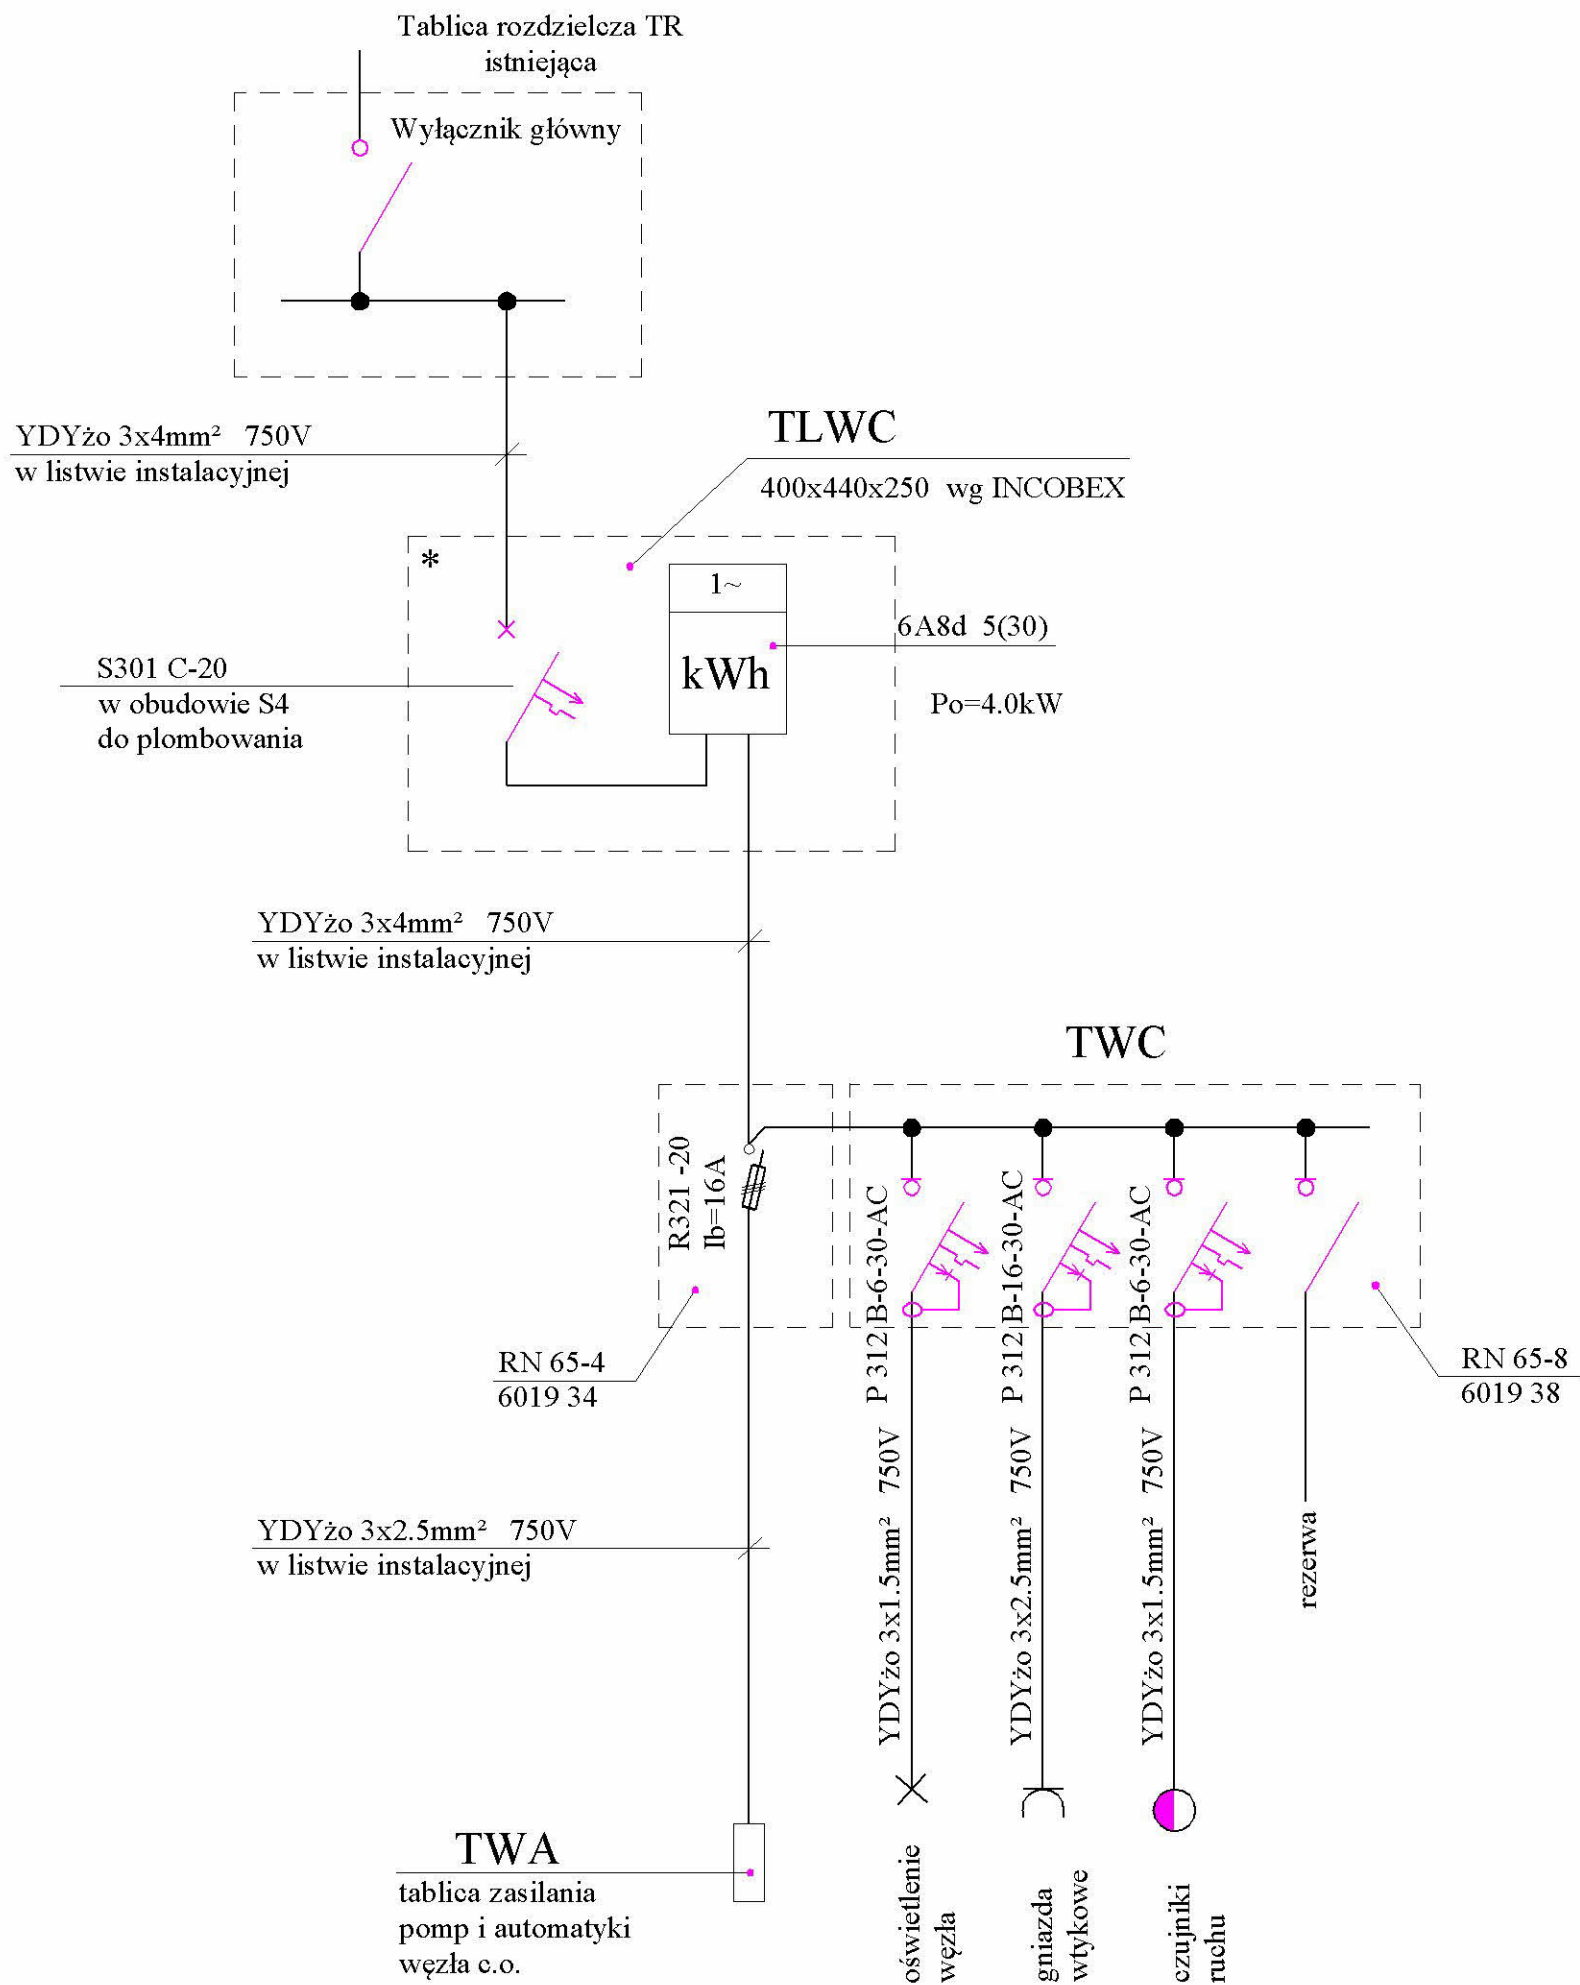 Tablica rozdzielcza TR
istniejąca
Wyłącznik główny
YDYżo 3x4mm² 750V
w listwie instalacyjnej
TLWC
400x440x250 wg INCOBEX
*
1~
kWh
6A8d 5(30)
Po=4.0kW
S301 C-20
w obudowie S4
do plombowania
YDYżo 3x4mm² 750V
w listwie instalacyjnej
TWC
R321 -20
Ib=16A
P 312 B-6-30-AC
P 312 B-16-30-AC
P 312 B-6-30-AC
RN 65-4
6019 34
RN 65-8
6019 38
YDYżo 3x2.5mm² 750V
w listwie instalacyjnej
YDYżo 3x1.5mm² 750V
YDYżo 3x2.5mm² 750V
YDYżo 3x1.5mm² 750V
rezerwa
TWA
tablica zasilania
pomp i automatyki
węzła c.o.
oświetlenie
węzła
gniazda
wtykowe
czujniki
ruchu